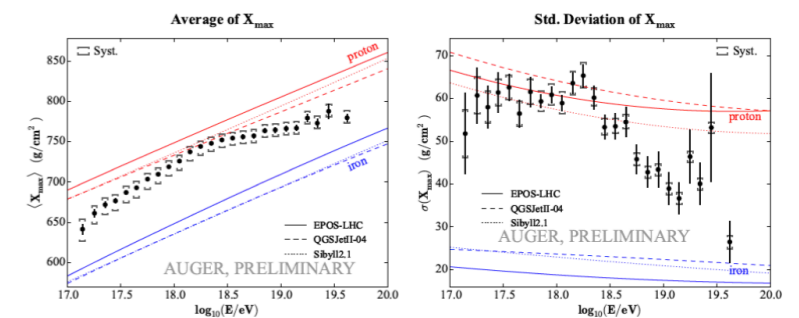 Average of Xmax
850
800
750
700
650
600
⟨Xmax⟩ (g/cm²)
Syst.
proton
iron
EPOS-LHC
QGSJetII-04
Sibyll2.1
AUGER, PRELIMINARY
17.0 17.5 18.0 18.5 19.0 19.5 20.0
log10(E/eV)
Std. Deviation of Xmax
70
60
50
40
30
20
σ(Xmax) (g/cm²)
Syst.
proton
EPOS-LHC
QGSJetII-04
Sibyll2.1
AUGER, PRELIMINARY
iron
17.0 17.5 18.0 18.5 19.0 19.5 20.0
log10(E/eV)